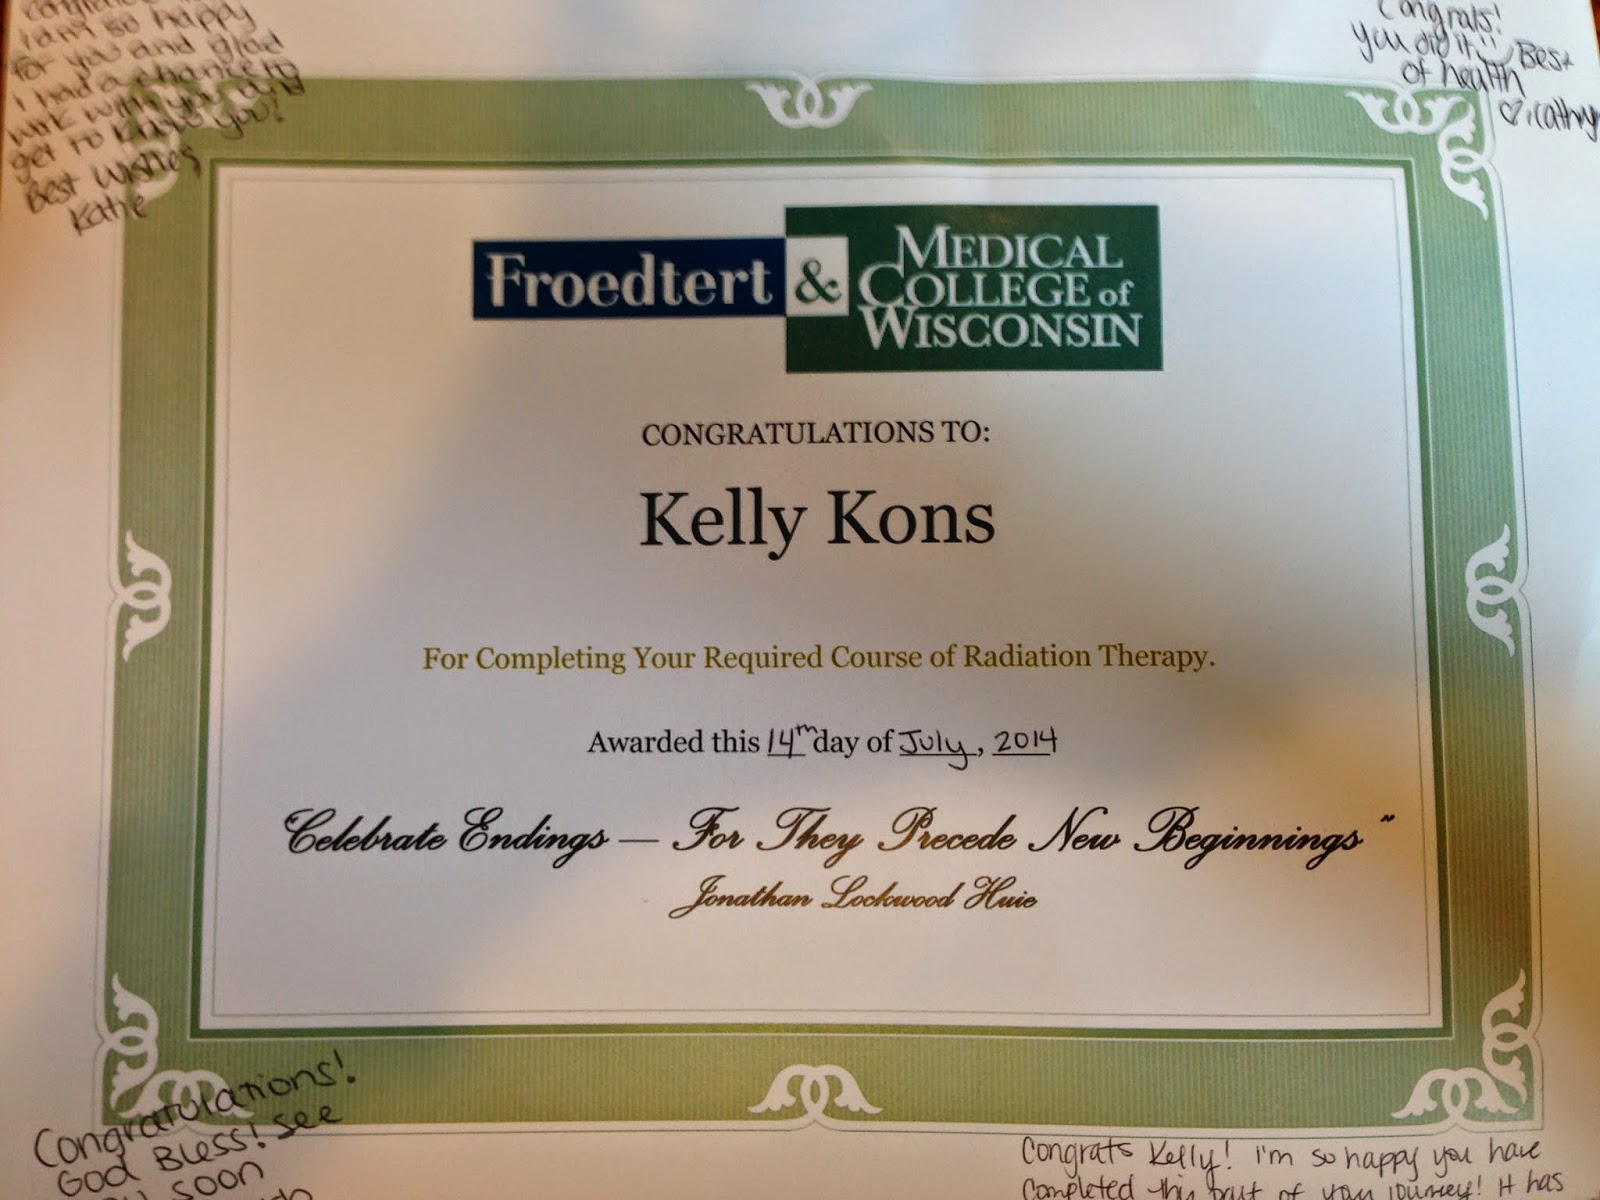 I am so happy
for you and glad
I had a chance to
work with you and
get to know you!
Best Wishes,
Katie
Congrats!
You did it!! Best
of health
♡, Cathy
Froedtert & MEDICAL
COLLEGE of
WISCONSIN
CONGRATULATIONS TO:
Kelly Kons
For Completing Your Required Course of Radiation Therapy.
Awarded this 14th day of July, 2014
"Celebrate Endings — For They Precede New Beginnings"
Jonathan Lockwood Huie
Congratulations!
God Bless! See
soon
Congrats Kelly! I'm so happy you have
completed this part of your journey! It has